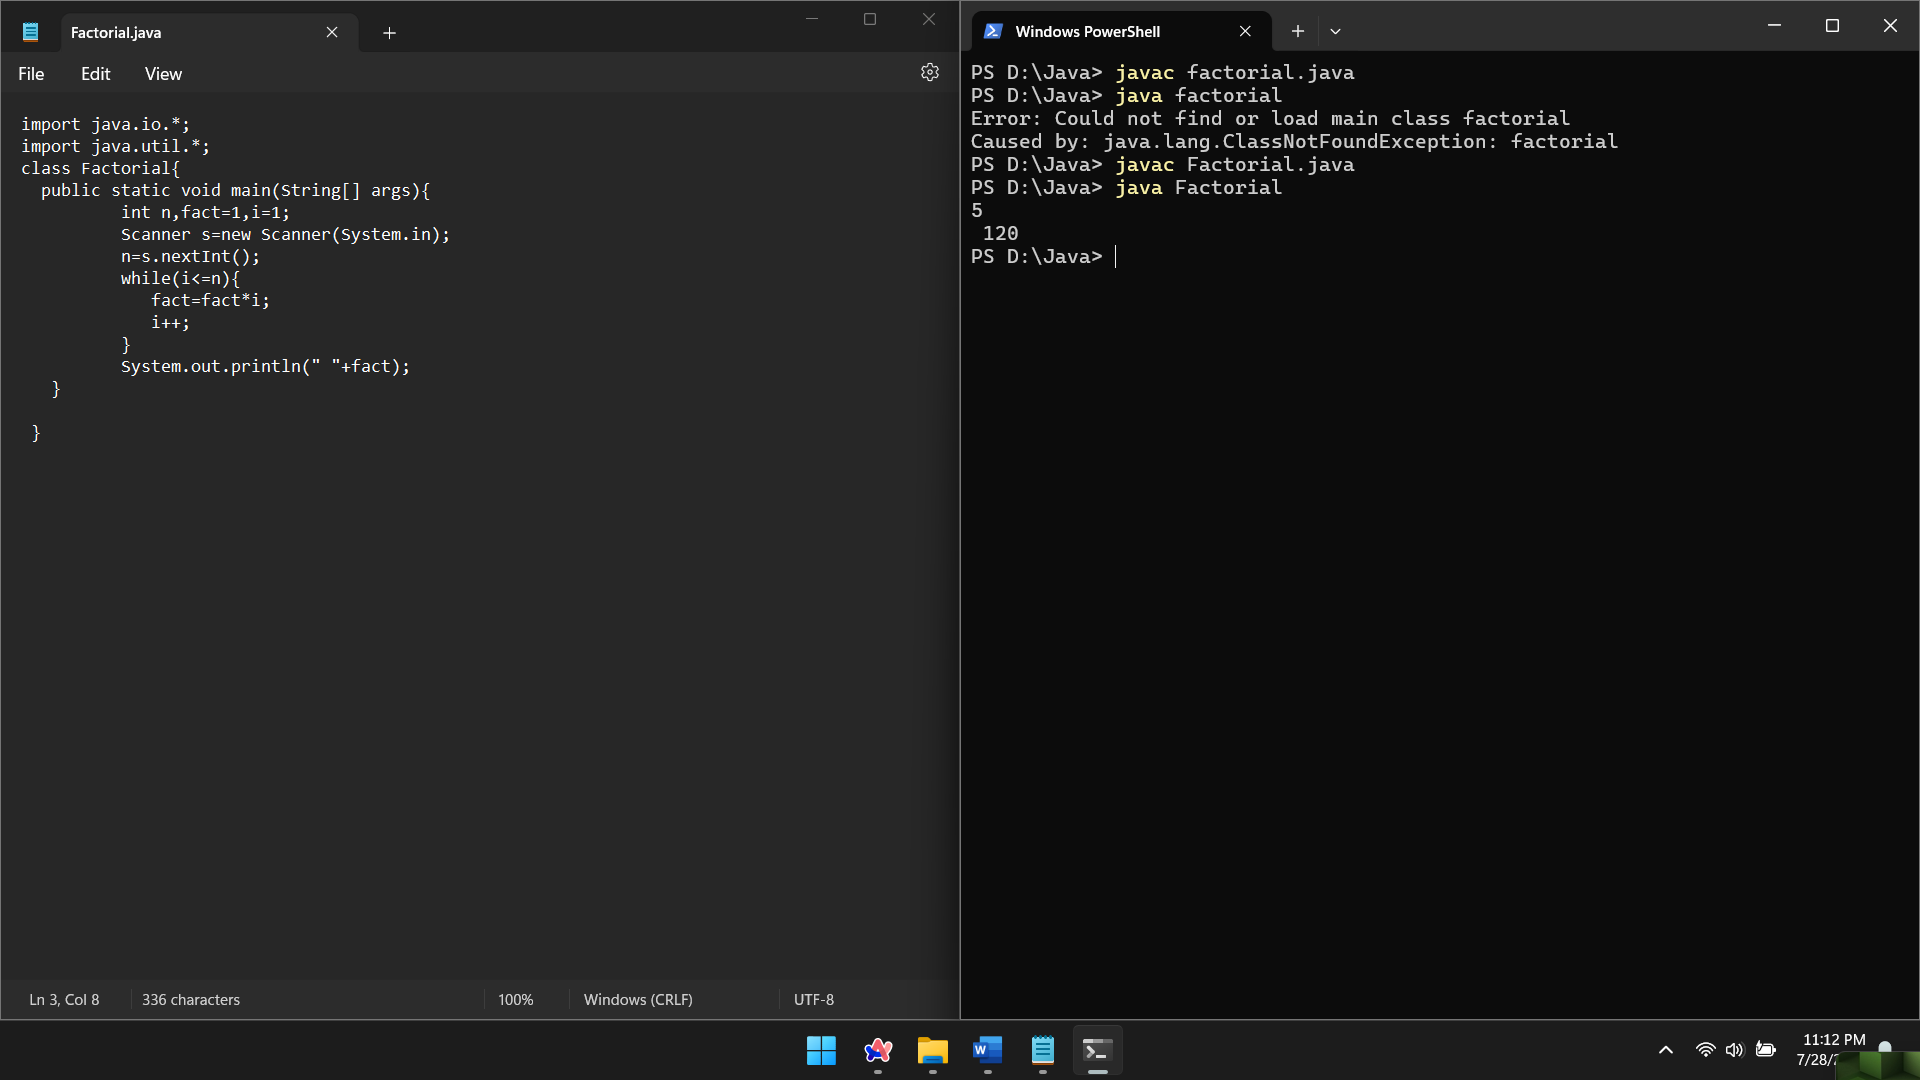 Factorial.java
File Edit View
import java.io.*;
import java.util.*;
class Factorial{
  public static void main(String[] args){
          int n,fact=1,i=1;
          Scanner s=new Scanner(System.in);
          n=s.nextInt();
          while(i<=n){
             fact=fact*i;
             i++;
          }
          System.out.println(" "+fact);
   }
 }
Ln 3, Col 8 336 characters 100% Windows (CRLF) UTF-8
Windows PowerShell
PS D:\Java> javac factorial.java
PS D:\Java> java factorial
Error: Could not find or load main class factorial
Caused by: java.lang.ClassNotFoundException: factorial
PS D:\Java> javac Factorial.java
PS D:\Java> java Factorial
5
 120
PS D:\Java>
W
11:12 PM
7/28/